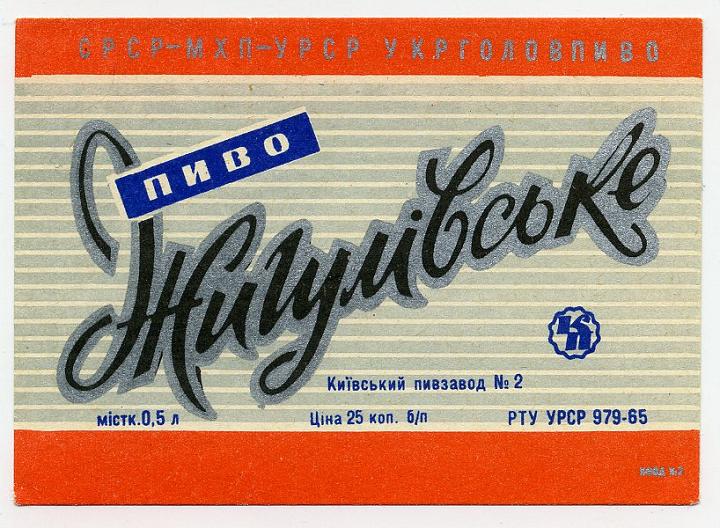 СРСР-МХП-УРСР УКРГОЛОВПИВО
ПИВО
Жигулівське
КП
Київський пивзавод № 2
містк. 0,5 л
Ціна 25 коп. б/п
РТУ УРСР 979-65